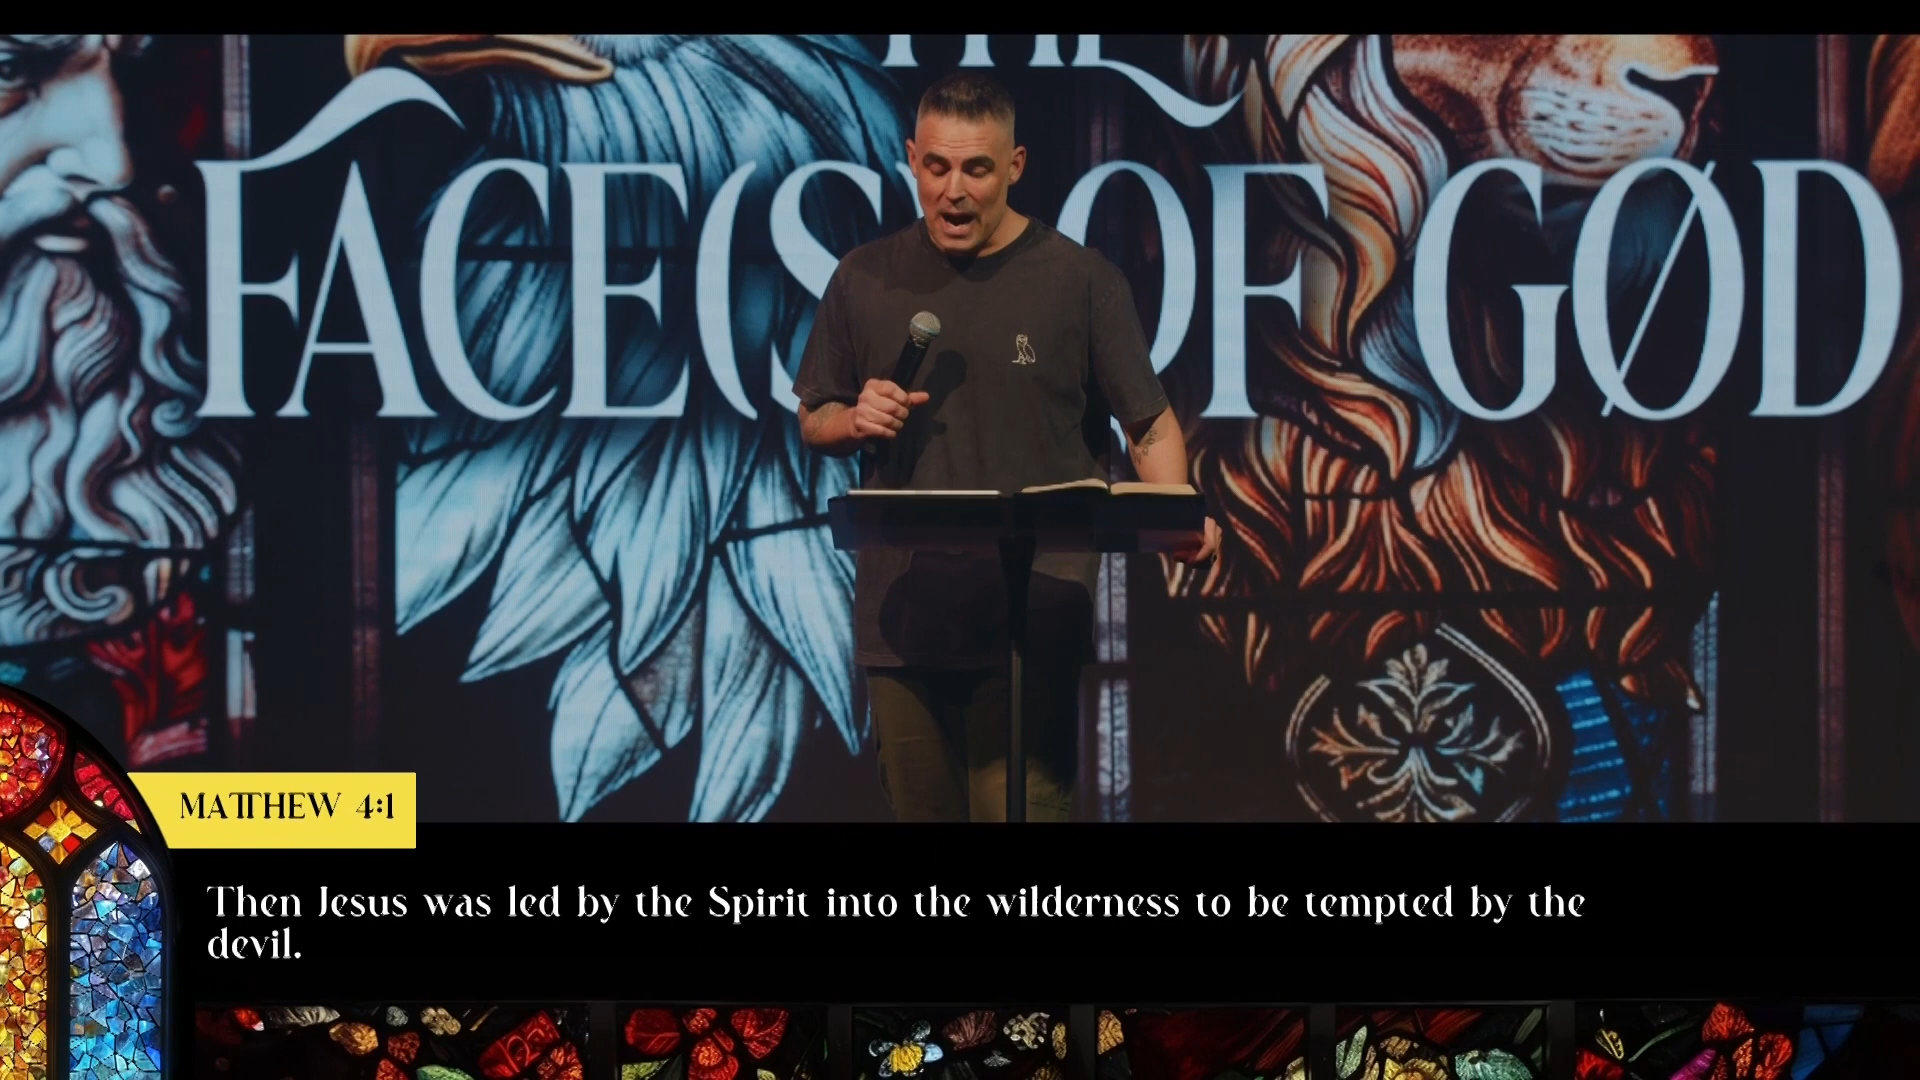 THE
FACE(S) OF GØD
MATTHEW 4:1
Then Jesus was led by the Spirit into the wilderness to be tempted by the
devil.